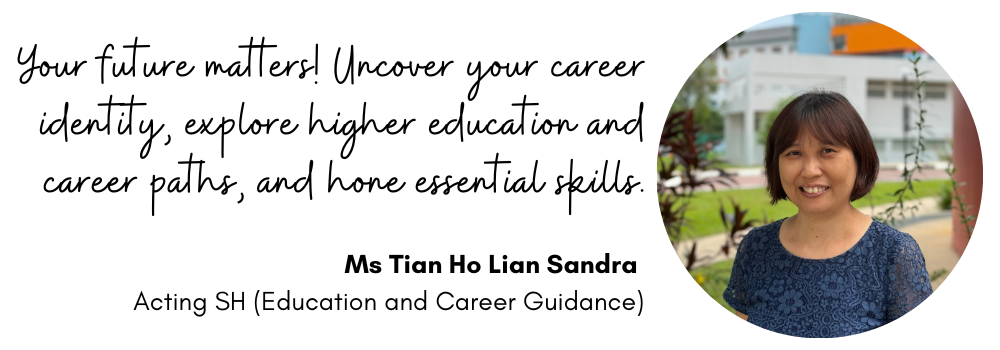 Your future matters! Uncover your career
identity, explore higher education and
career paths, and hone essential skills.
Ms Tian Ho Lian Sandra
Acting SH (Education and Career Guidance)